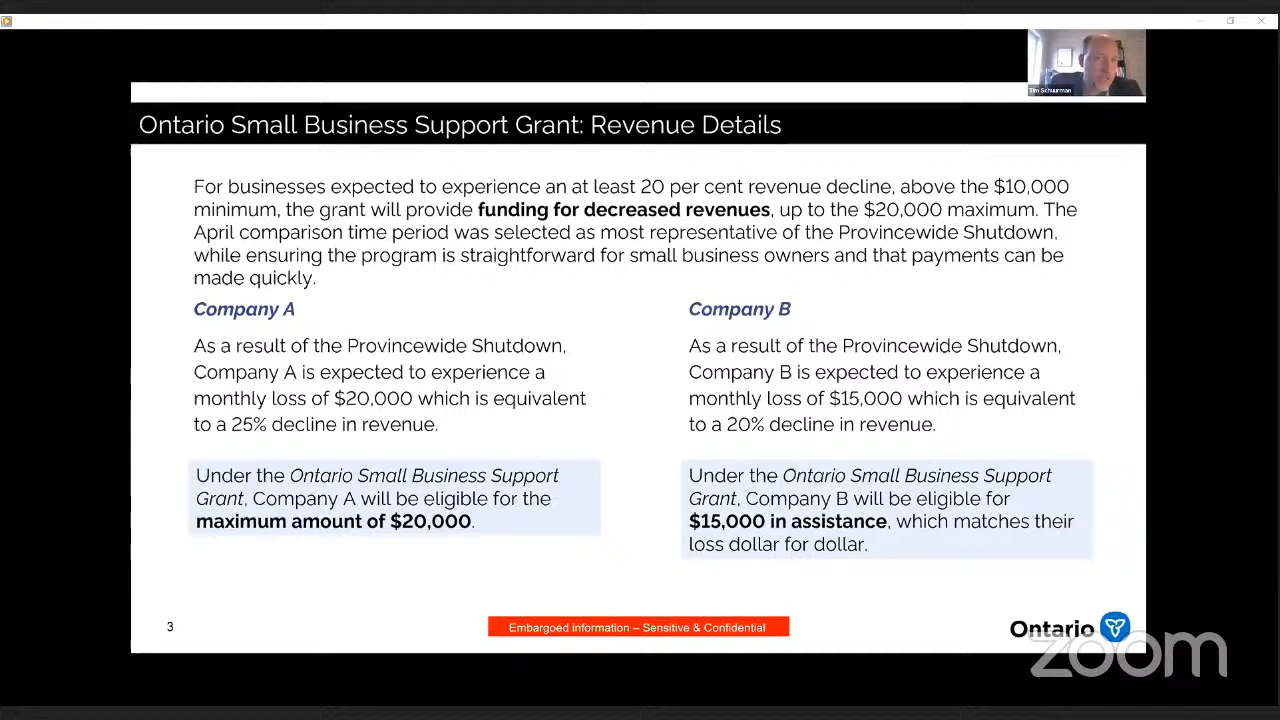 Tim Schuurman
Ontario Small Business Support Grant: Revenue Details
For businesses expected to experience an at least 20 per cent revenue decline, above the $10,000
minimum, the grant will provide funding for decreased revenues, up to the $20,000 maximum. The
April comparison time period was selected as most representative of the Provincewide Shutdown,
while ensuring the program is straightforward for small business owners and that payments can be
made quickly.
Company A
As a result of the Provincewide Shutdown,
Company A is expected to experience a
monthly loss of $20,000 which is equivalent
to a 25% decline in revenue.
Under the Ontario Small Business Support
Grant, Company A will be eligible for the
maximum amount of $20,000.
Company B
As a result of the Provincewide Shutdown,
Company B is expected to experience a
monthly loss of $15,000 which is equivalent
to a 20% decline in revenue.
Under the Ontario Small Business Support
Grant, Company B will be eligible for
$15,000 in assistance, which matches their
loss dollar for dollar.
3
Embargoed information – Sensitive & Confidential
Ontario
zoom